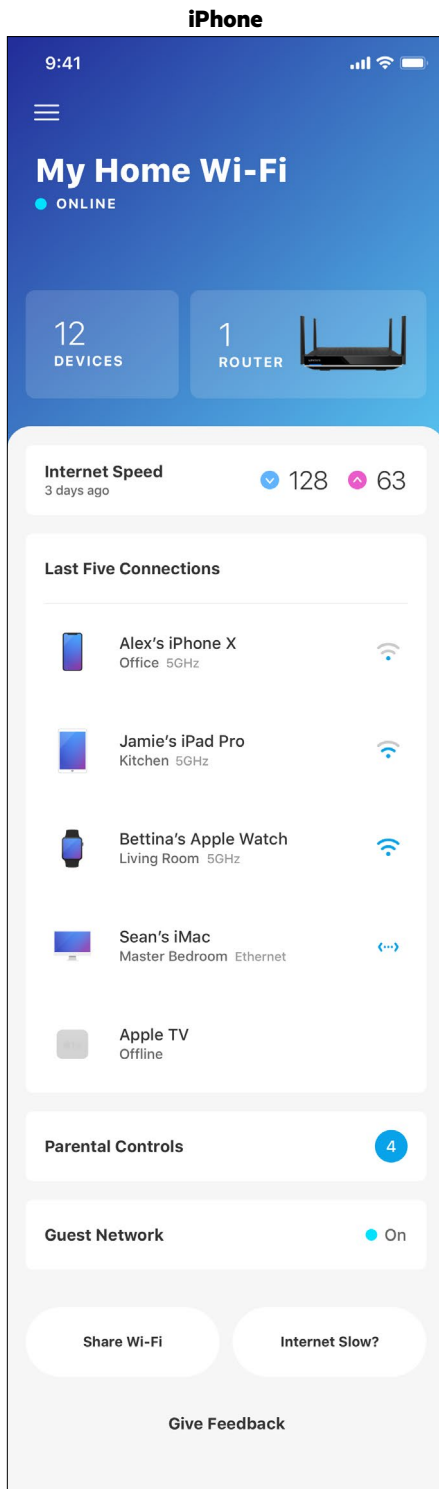 iPhone
9:41
My Home Wi-Fi
ONLINE
12
DEVICES
1
ROUTER
Internet Speed
3 days ago
128
63
Last Five Connections
Alex's iPhone X
Office 5GHz
Jamie's iPad Pro
Kitchen 5GHz
Bettina's Apple Watch
Living Room 5GHz
Sean's iMac
Master Bedroom Ethernet
Apple TV
Offline
Parental Controls
4
Guest Network
On
Share Wi-Fi
Internet Slow?
Give Feedback